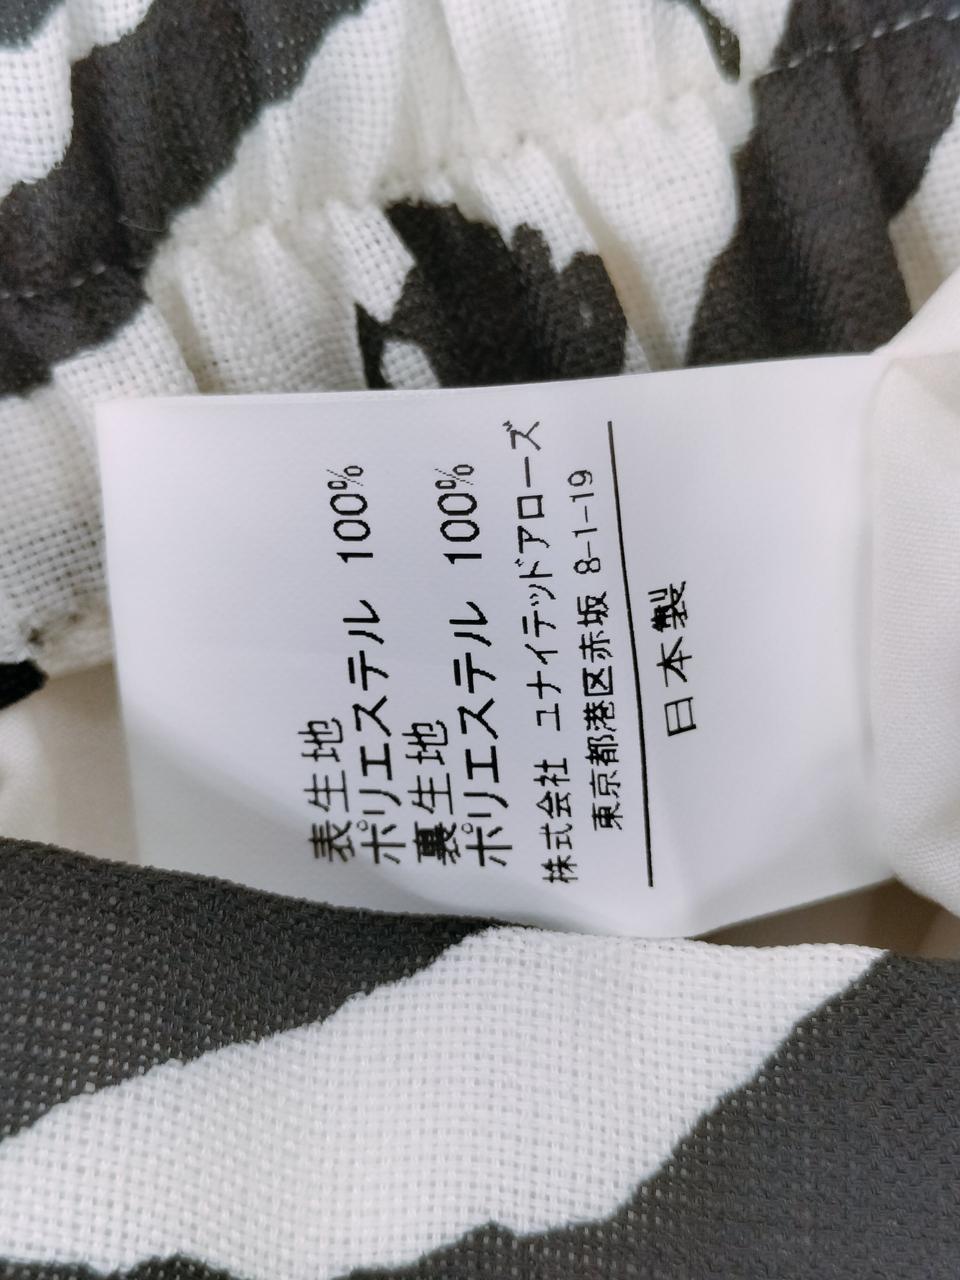 表生地
ポリエステル 100%
裏生地
ポリエステル 100%
株式会社 ユナイテッドアローズ
東京都港区赤坂 8-1-19
日本製